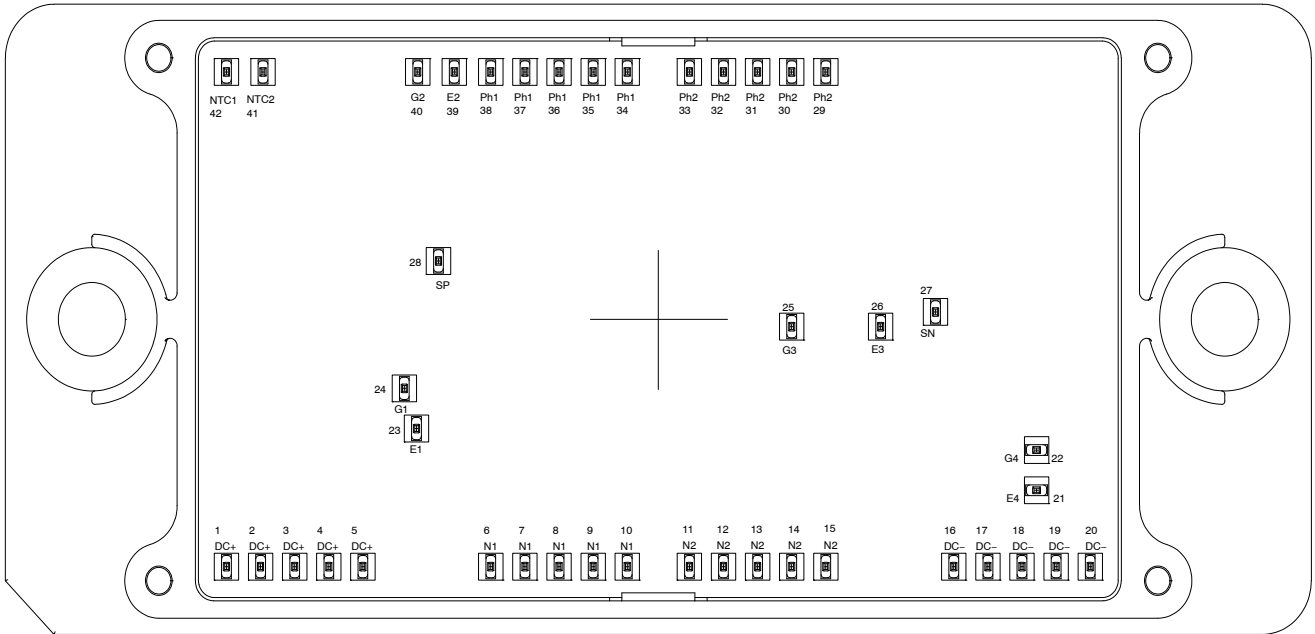 NTC1 NTC2 G2 E2 Ph1 Ph1 Ph1 Ph1 Ph1 Ph2 Ph2 Ph2 Ph2 Ph2
42 41 40 39 38 37 36 35 34 33 32 31 30 29
28
SP
27
SN
25 26
G3 E3
24
G1
23
E1
G4 22
E4 21
1 2 3 4 5 6 7 8 9 10 11 12 13 14 15 16 17 18 19 20
DC+ DC+ DC+ DC+ DC+ N1 N1 N1 N1 N1 N2 N2 N2 N2 N2 DC− DC− DC− DC− DC−